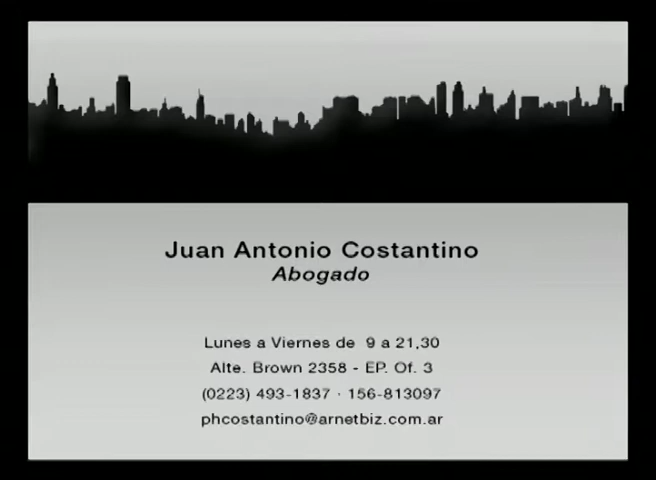 Juan Antonio Costantino
Abogado
Lunes a Viernes de 9 a 21,30
Alte. Brown 2358 - EP. Of. 3
(0223) 493-1837 · 156-813097
phcostantino@arnetbiz.com.ar